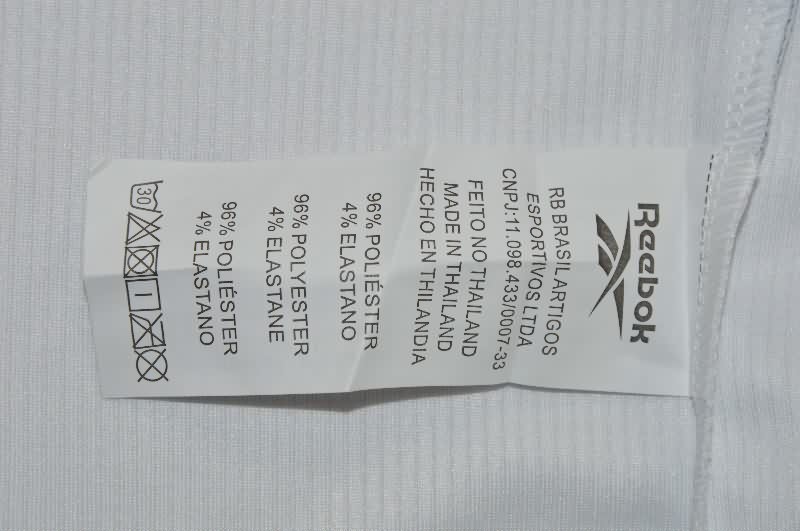 Reebok
RB BRASIL ARTIGOS
ESPORTIVOS LTDA
CNPJ:11.098.433/0007-33
FEITO NO THAILAND
MADE IN THAILAND
HECHO EN THILANDIA
96% POLIÉSTER
4% ELASTANO
96% POLYESTER
4% ELASTANE
96% POLIÉSTER
4% ELASTANO
30